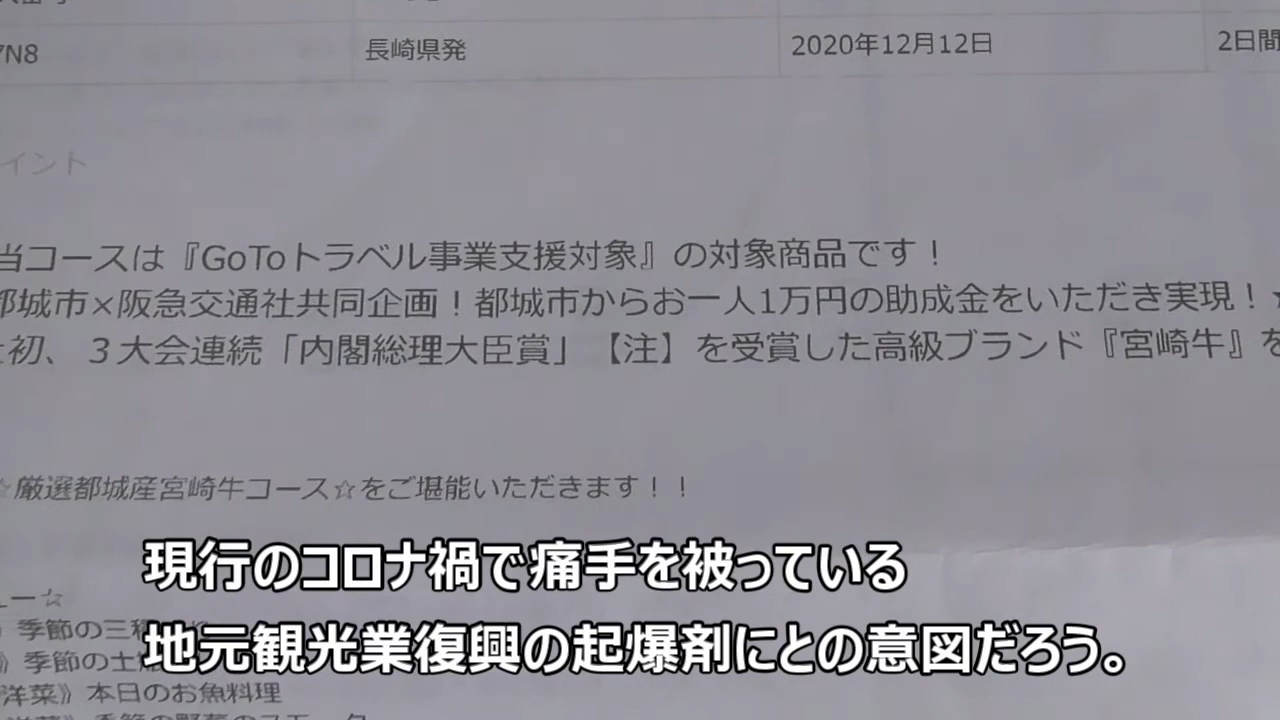 7N8 長崎県発 2020年12月12日 2日間
イント
当コースは『GoToトラベル事業支援対象』の対象商品です！
都城市×阪急交通社共同企画！都城市からお一人1万円の助成金をいただき実現！
初、３大会連続「内閣総理大臣賞」【注】を受賞した高級ブランド『宮崎牛』を
☆厳選都城産宮崎牛コース☆をご堪能いただきます！！
現行のコロナ禍で痛手を被っている
ュー☆
》季節の三種
地元観光業復興の起爆剤にとの意図だろう。
》季節の土
洋菜》本日のお魚料理